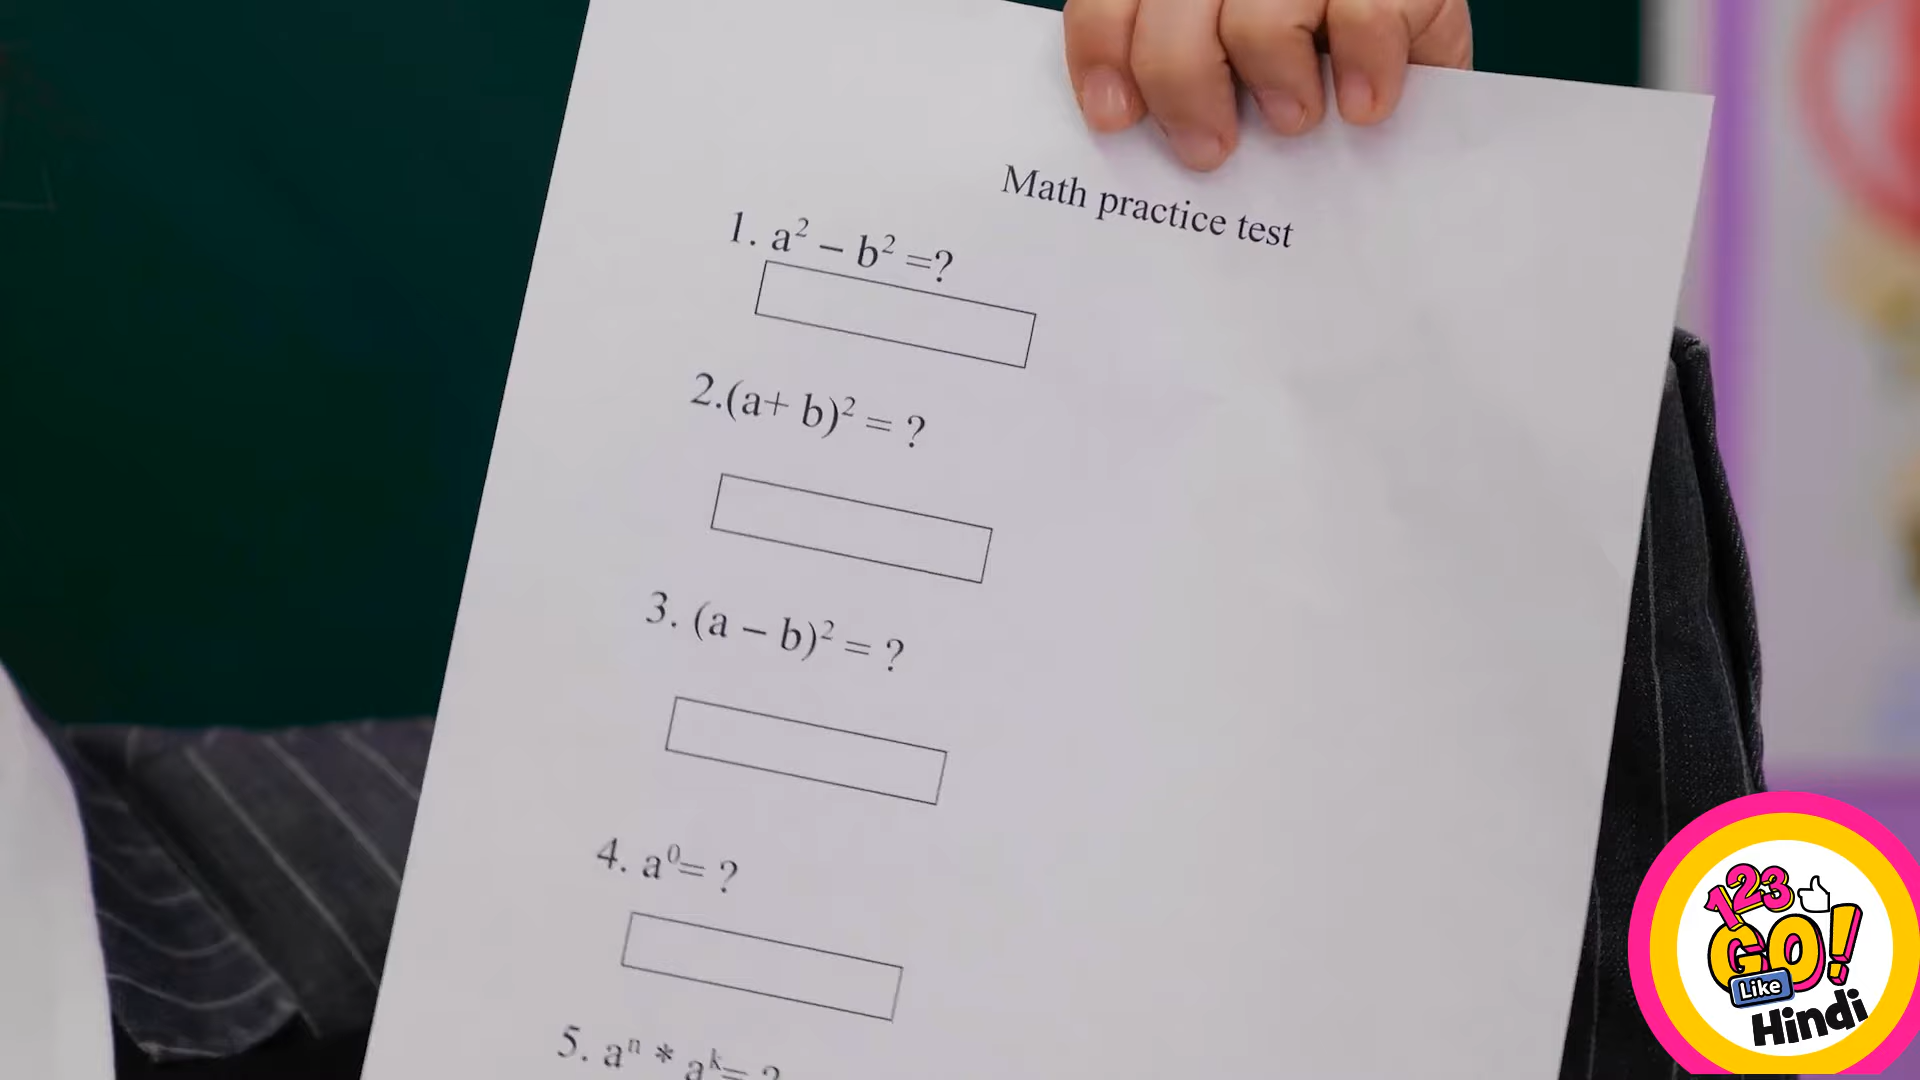 Math practice test
1. a² – b² =?
2.(a+ b)² = ?
3. (a – b)² = ?
4. a⁰= ?
5. aⁿ * aᵏ= ?
123
GO!
Like
Hindi